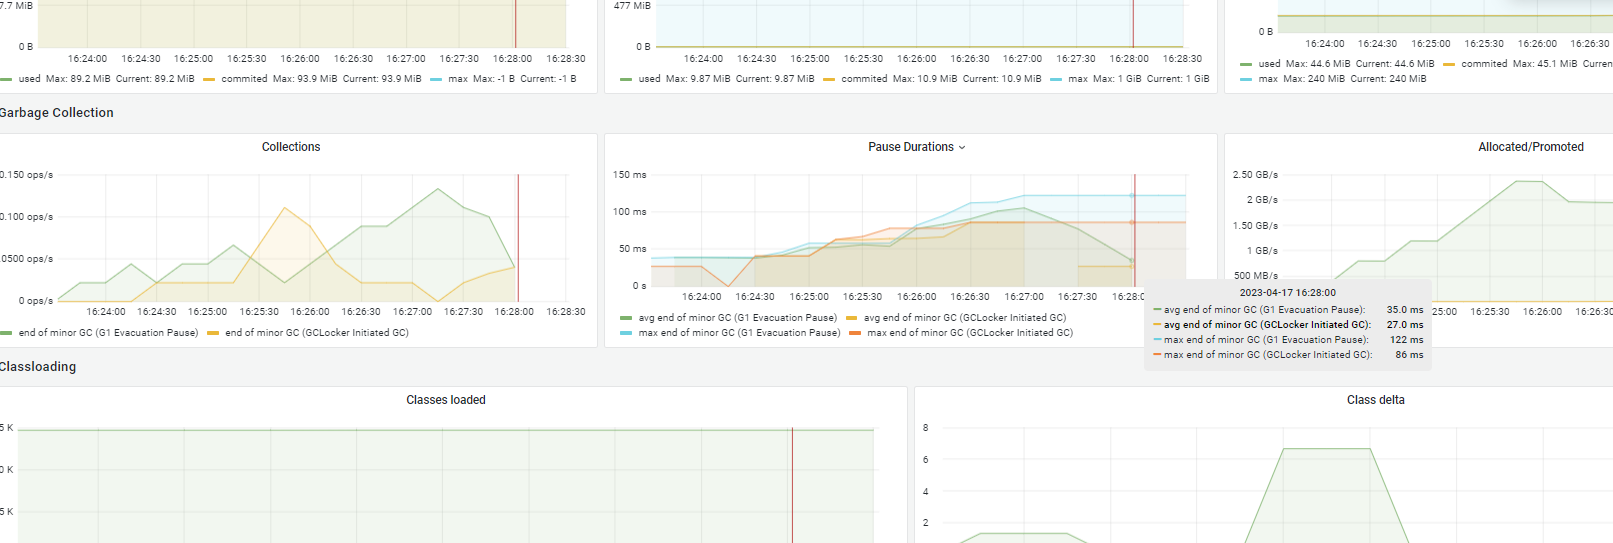 7.7 MiB
0 B
16:24:00 16:24:30 16:25:00 16:25:30 16:26:00 16:26:30 16:27:00 16:27:30 16:28:00 16:28:30
used Max: 89.2 MiB Current: 89.2 MiB commited Max: 93.9 MiB Current: 93.9 MiB max Max: -1 B Current: -1 B
477 MiB
0 B
16:24:00 16:24:30 16:25:00 16:25:30 16:26:00 16:26:30 16:27:00 16:27:30 16:28:00 16:28:30
used Max: 9.87 MiB Current: 9.87 MiB commited Max: 10.9 MiB Current: 10.9 MiB max Max: 1 GiB Current: 1 GiB
0 B
16:24:00 16:24:30 16:25:00 16:25:30 16:26:00 16:26:30
used Max: 44.6 MiB Current: 44.6 MiB commited Max: 45.1 MiB Curren
max Max: 240 MiB Current: 240 MiB
Garbage Collection
Collections
0.150 ops/s
0.100 ops/s
.0500 ops/s
0 ops/s
16:24:00 16:24:30 16:25:00 16:25:30 16:26:00 16:26:30 16:27:00 16:27:30 16:28:00 16:28:30
end of minor GC (G1 Evacuation Pause) end of minor GC (GCLocker Initiated GC)
Pause Durations
150 ms
100 ms
50 ms
0 s
16:24:00 16:24:30 16:25:00 16:25:30 16:26:00 16:26:30 16:27:00 16:27:30 16:28:0
avg end of minor GC (G1 Evacuation Pause) avg end of minor GC (GCLocker Initiated GC)
max end of minor GC (G1 Evacuation Pause) max end of minor GC (GCLocker Initiated GC)
Allocated/Promoted
2.50 GB/s
2 GB/s
1.50 GB/s
1 GB/s
500 MB/s
25:00 16:25:30 16:26:00 16:26:30
2023-04-17 16:28:00
avg end of minor GC (G1 Evacuation Pause): 35.0 ms
avg end of minor GC (GCLocker Initiated GC): 27.0 ms
max end of minor GC (G1 Evacuation Pause): 122 ms
max end of minor GC (GCLocker Initiated GC): 86 ms
Classloading
Classes loaded
5 K
0 K
5 K
Class delta
8
6
4
2